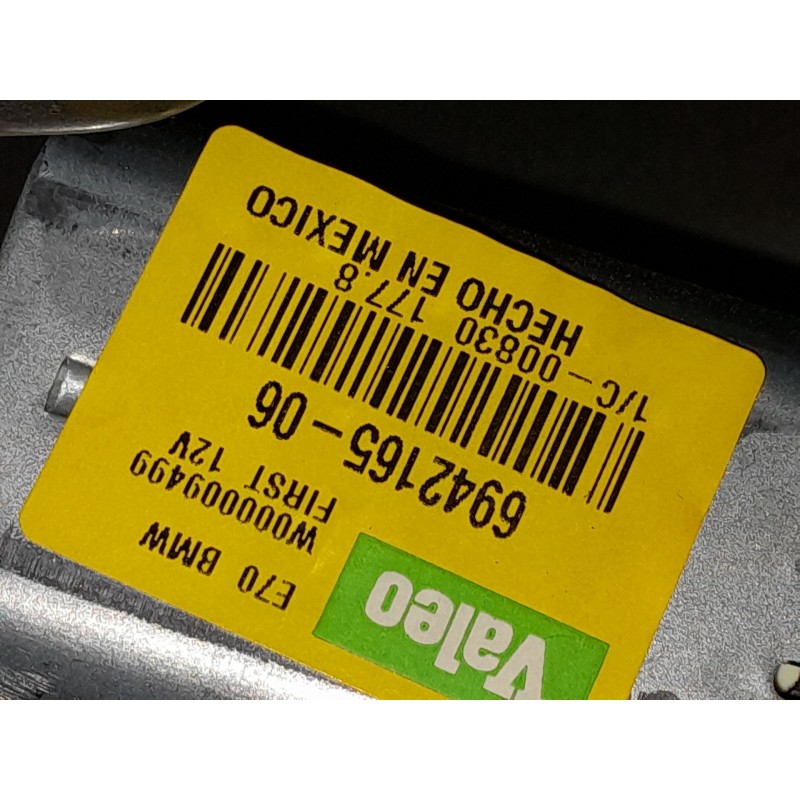 Valeo
E70 BMW
W000009499
FIRST 12V
6942165-06
1/C-00830 177.8
HECHO EN MEXICO